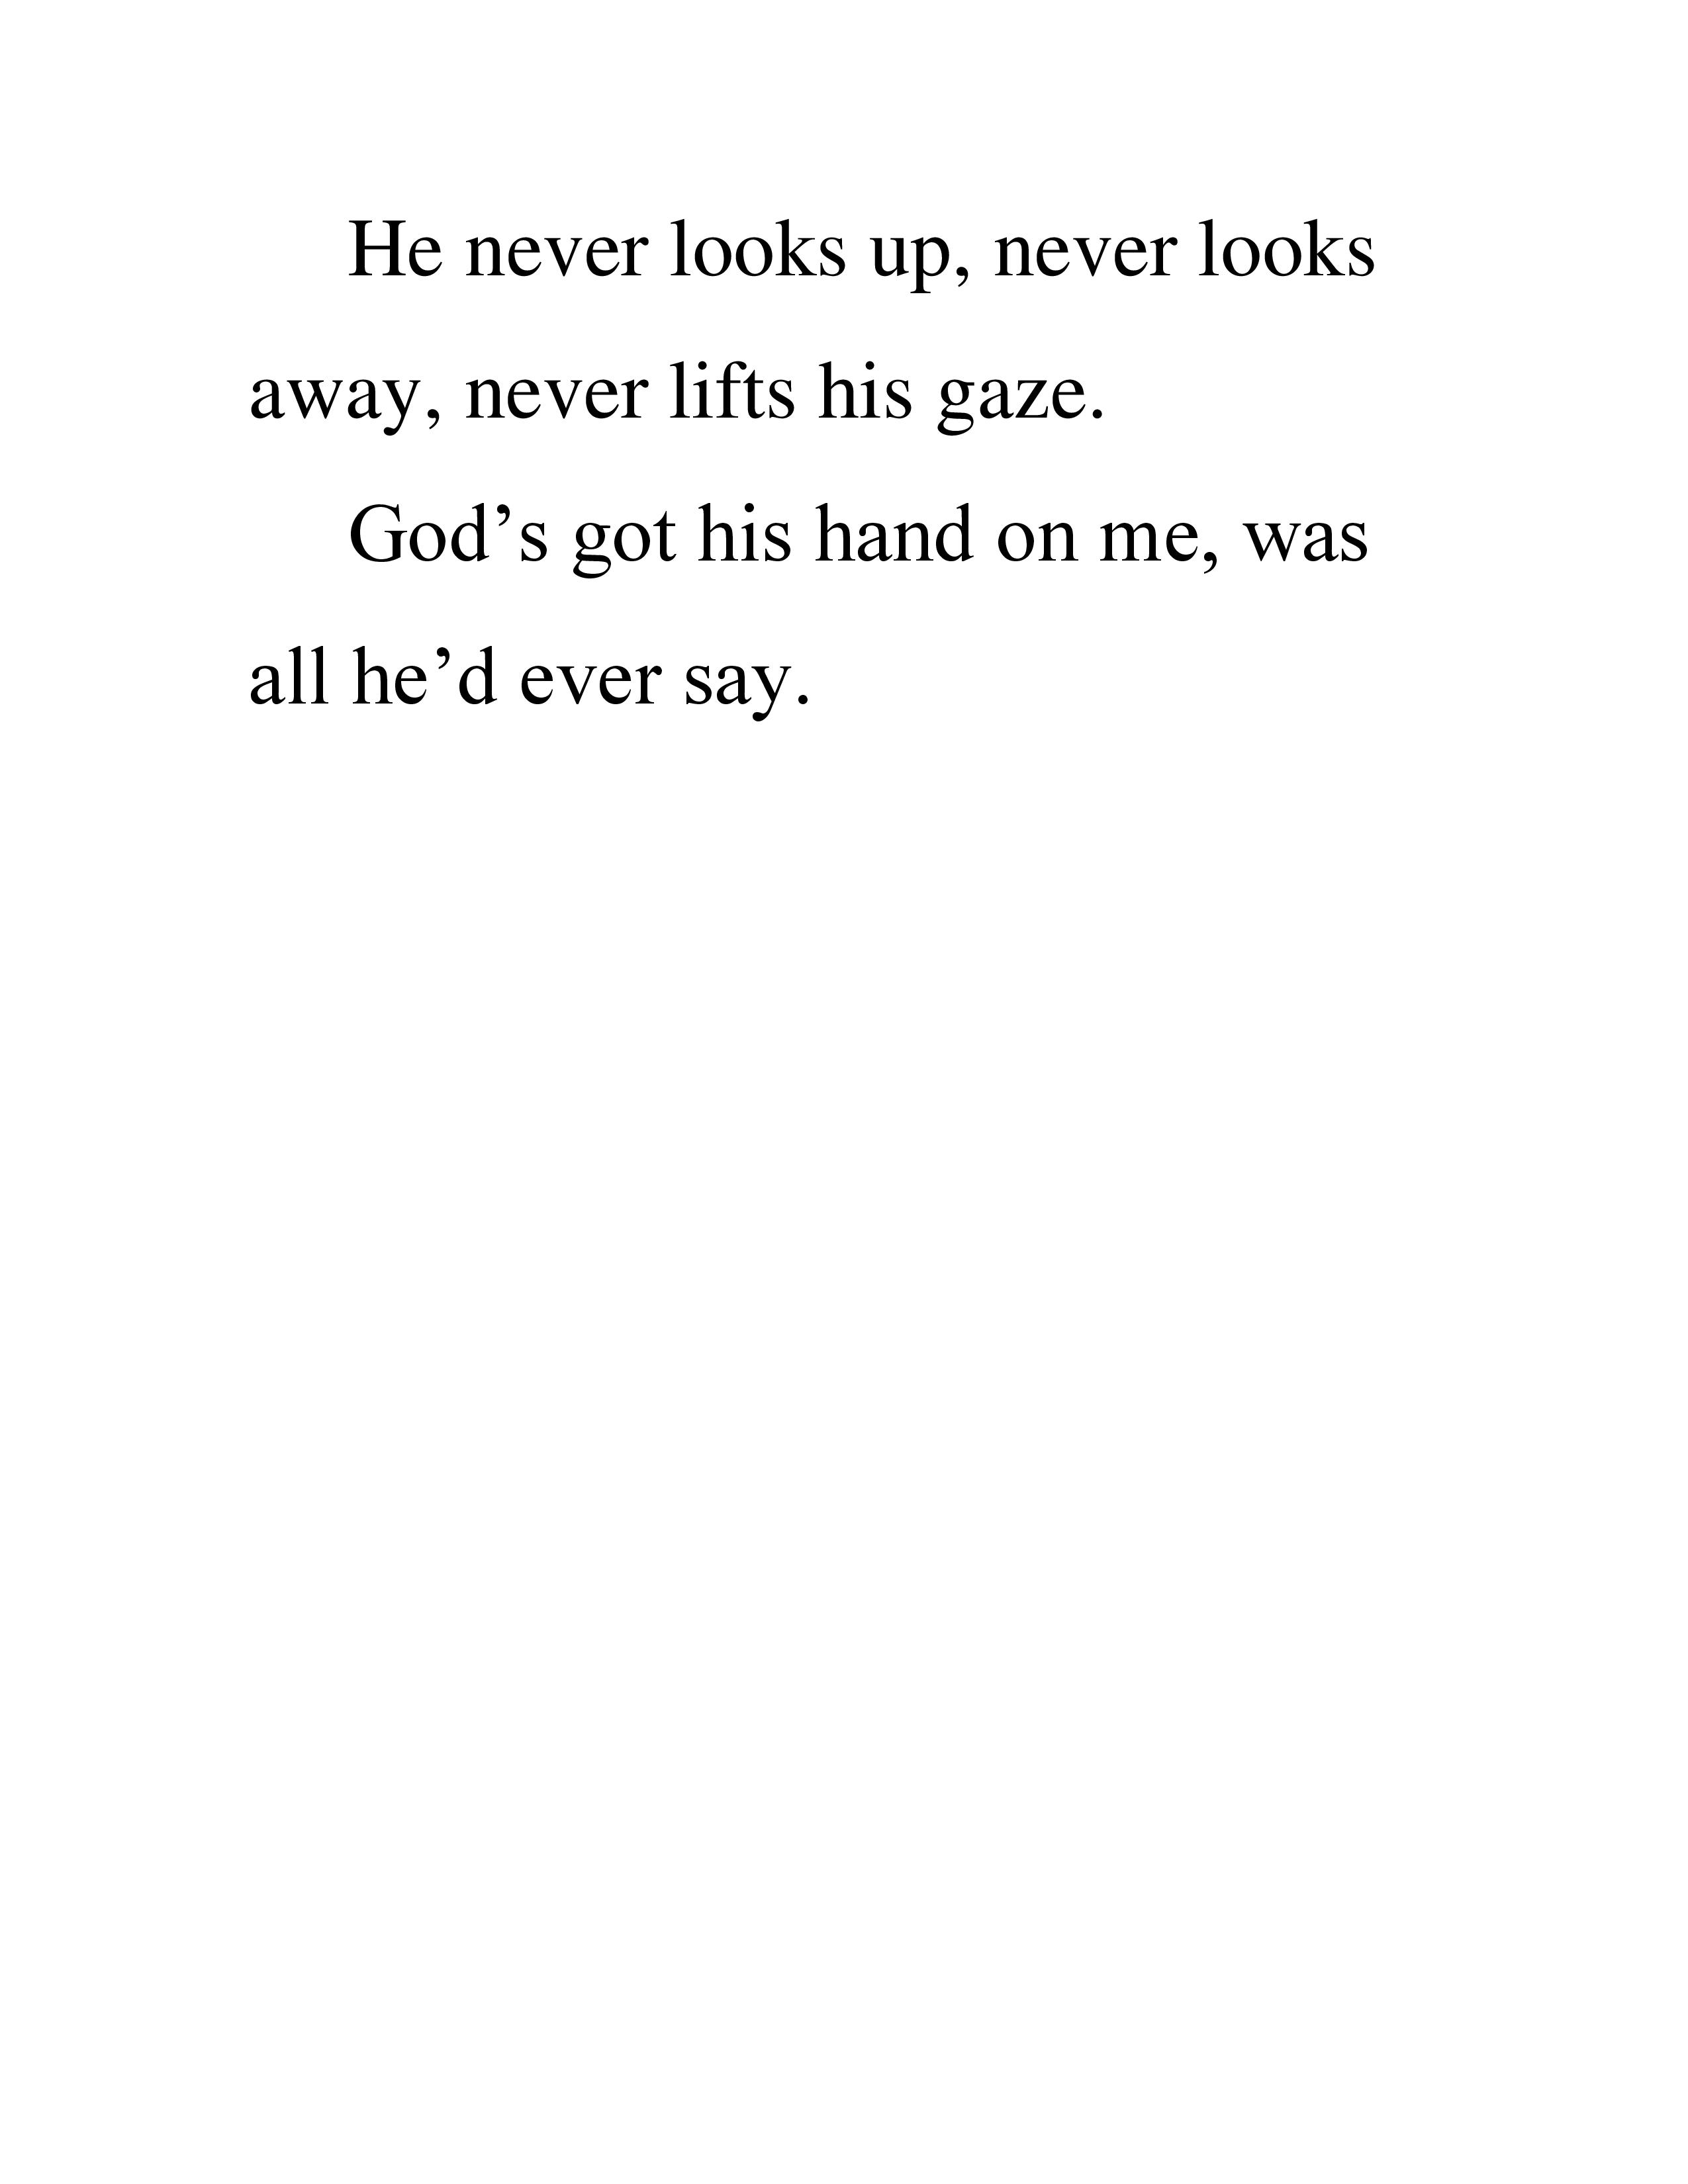 He never looks up, never looks
away, never lifts his gaze.
God’s got his hand on me, was
all he’d ever say.